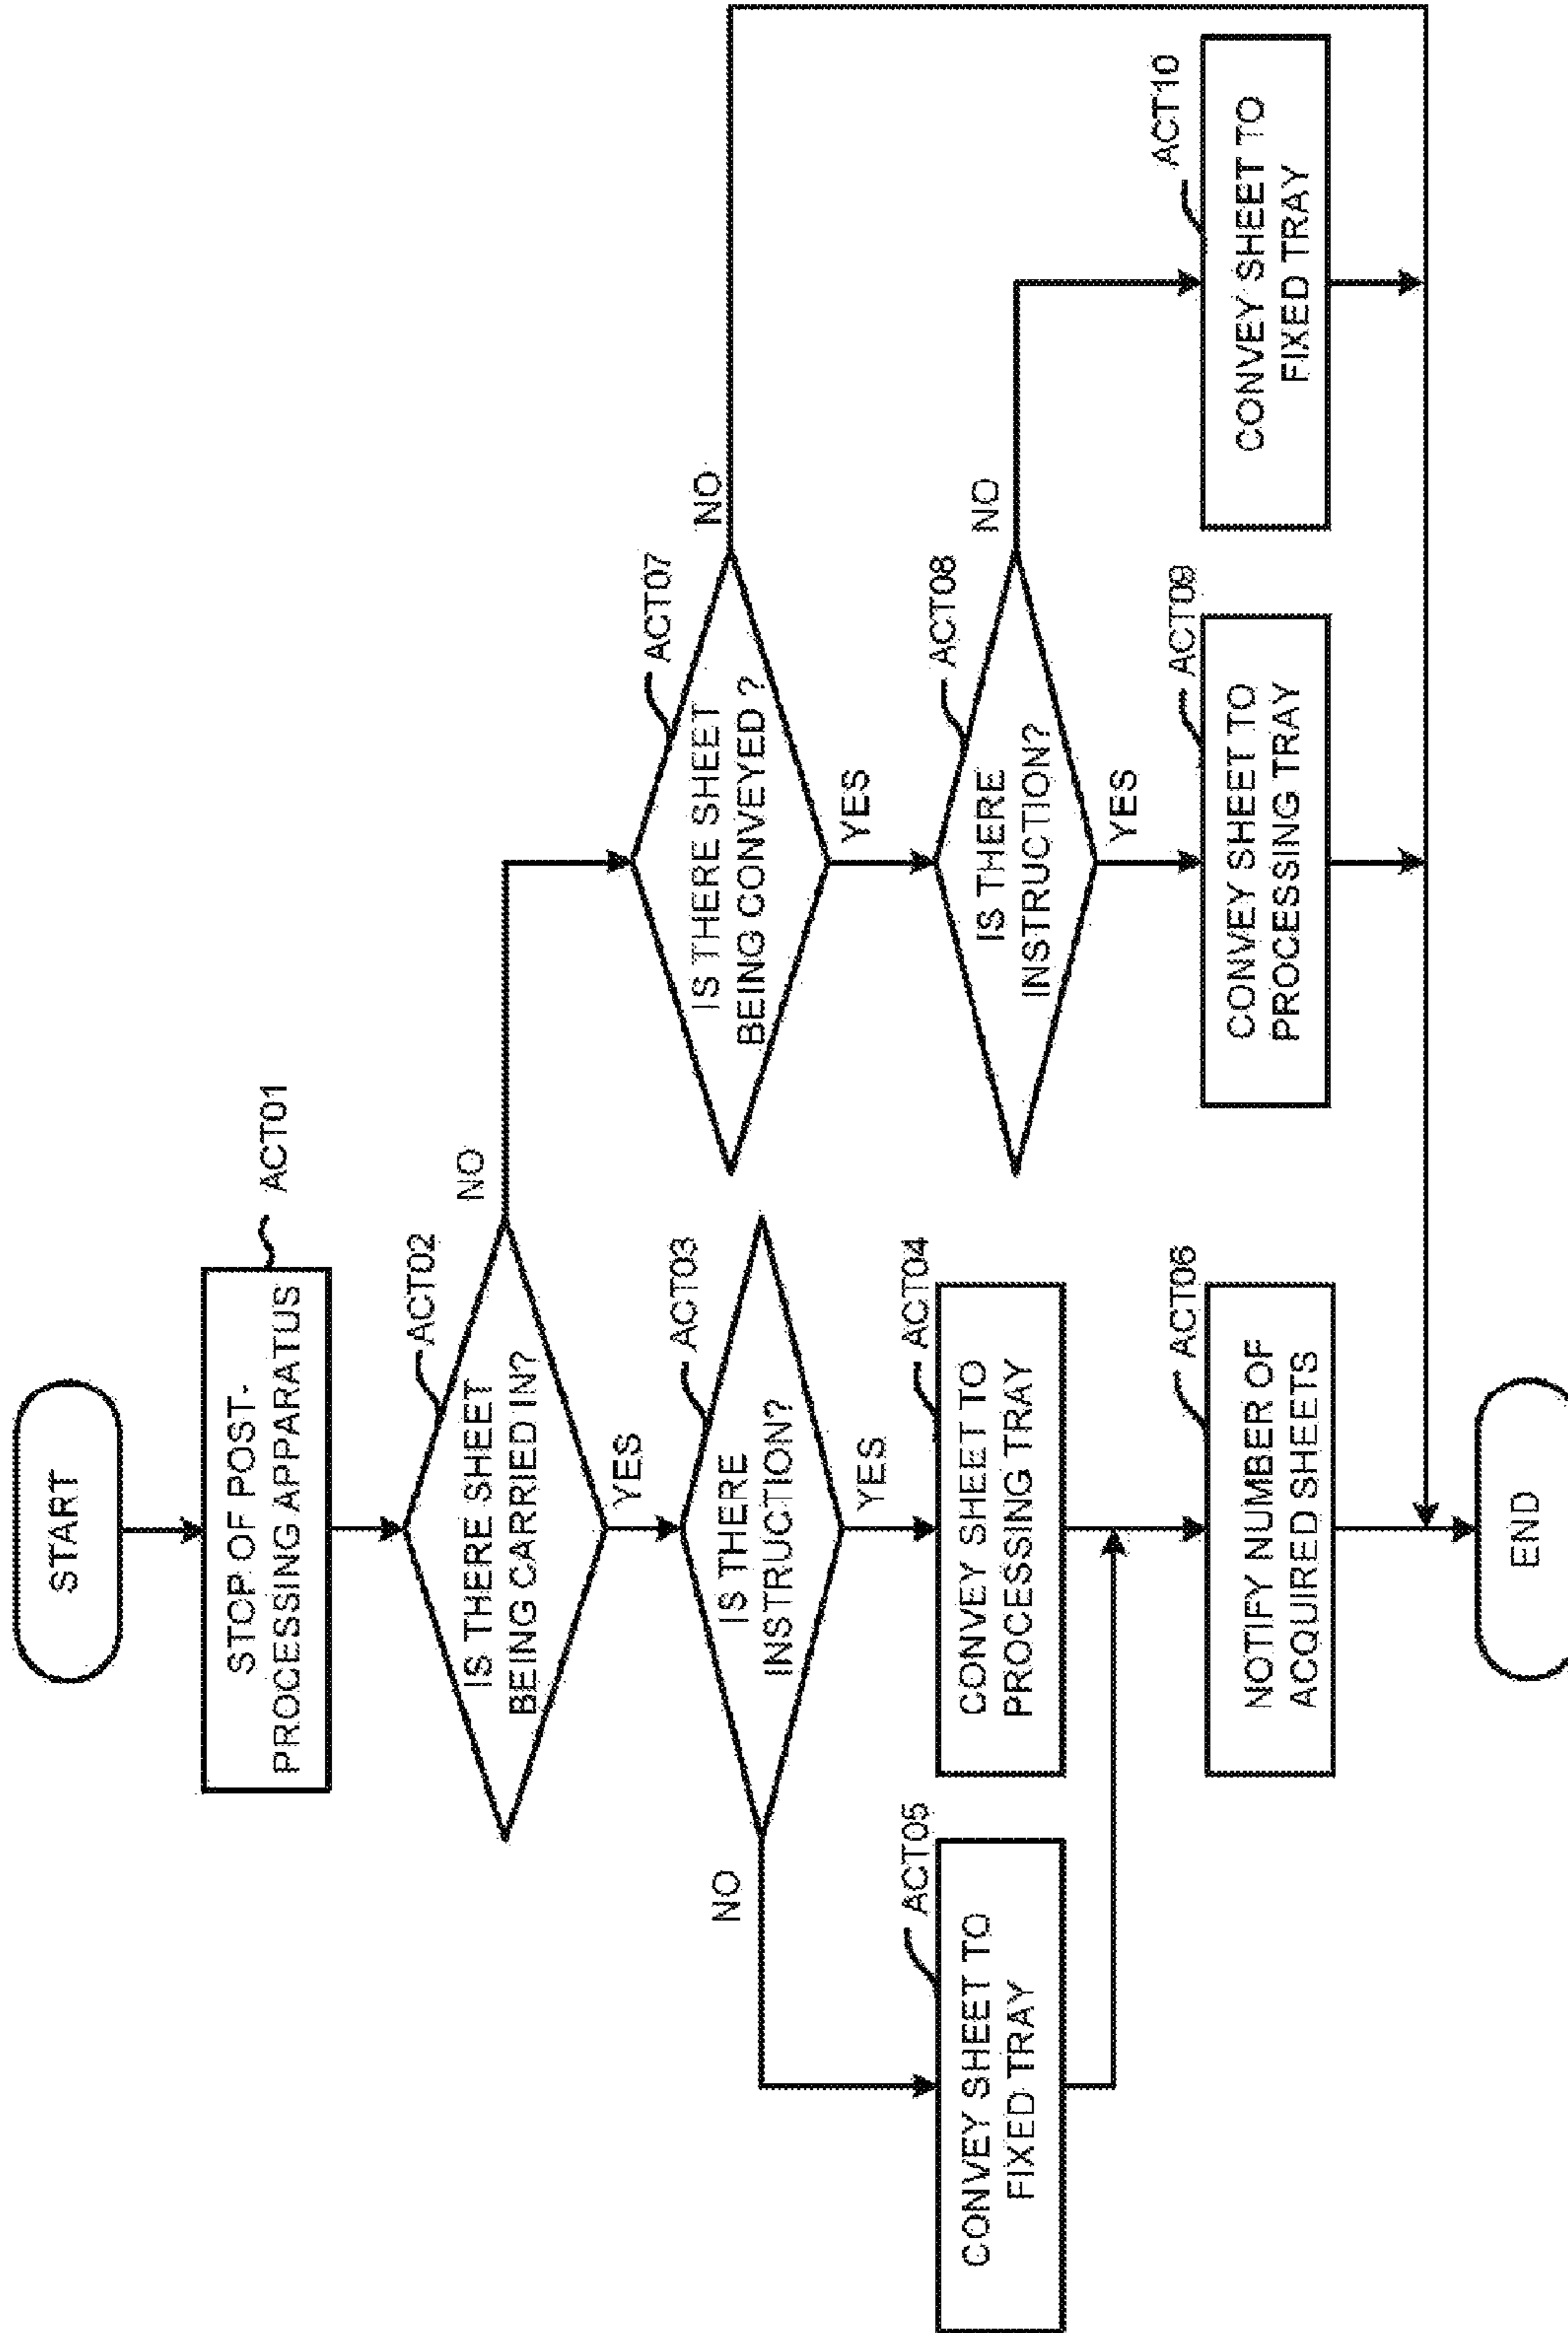 START
STOP OF POST-
PROCESSING APPARATUS
ACT01
IS THERE SHEET
BEING CARRIED IN?
ACT02
NO
YES
IS THERE
INSTRUCTION?
ACT03
NO
YES
CONVEY SHEET TO
PROCESSING TRAY
ACT04
CONVEY SHEET TO
FIXED TRAY
ACT05
NOTIFY NUMBER OF
ACQUIRED SHEETS
ACT06
IS THERE SHEET
BEING CONVEYED ?
ACT07
NO
YES
IS THERE
INSTRUCTION?
ACT08
NO
YES
CONVEY SHEET TO
PROCESSING TRAY
ACT09
CONVEY SHEET TO
FIXED TRAY
ACT10
END